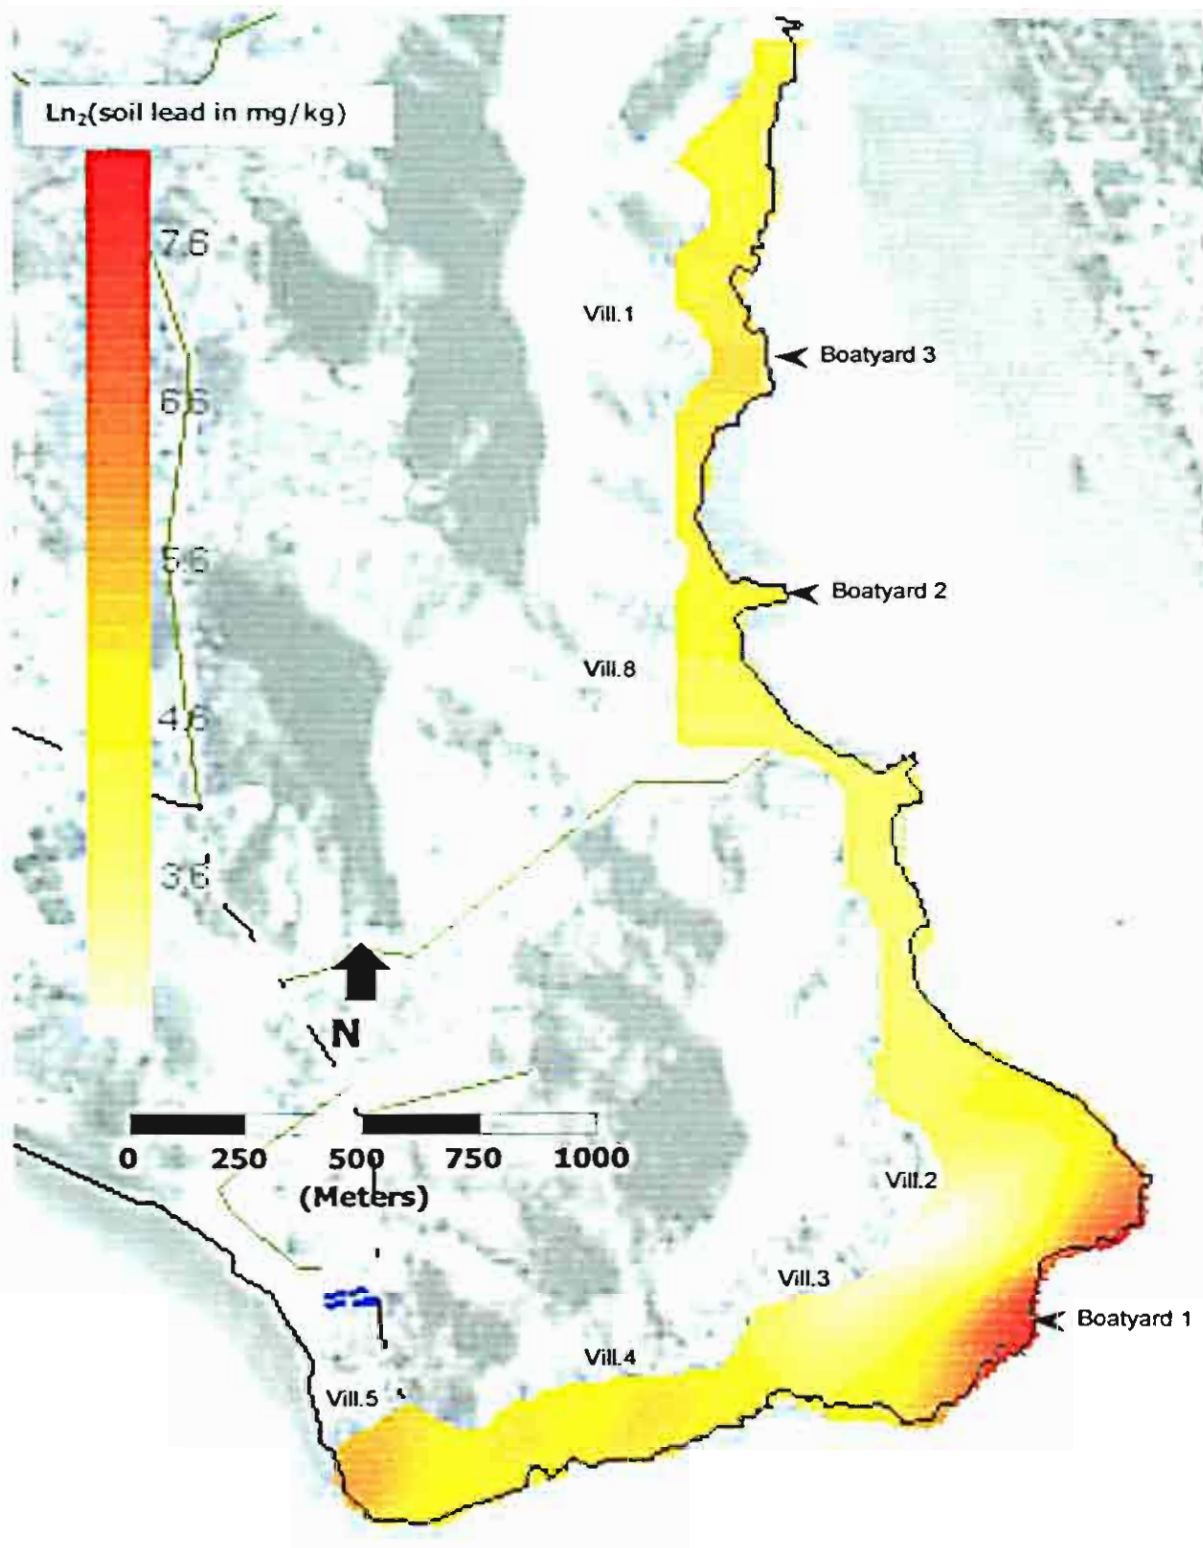 Ln₂(soil lead in mg/kg)
7.6
Vill.1
Boatyard 3
6.6
5.6
Boatyard 2
Vill.8
4.6
3.6
N
0 250 500 750 1000
(Meters)
Vill.2
Vill.3
Boatyard 1
Vill.4
Vill.5